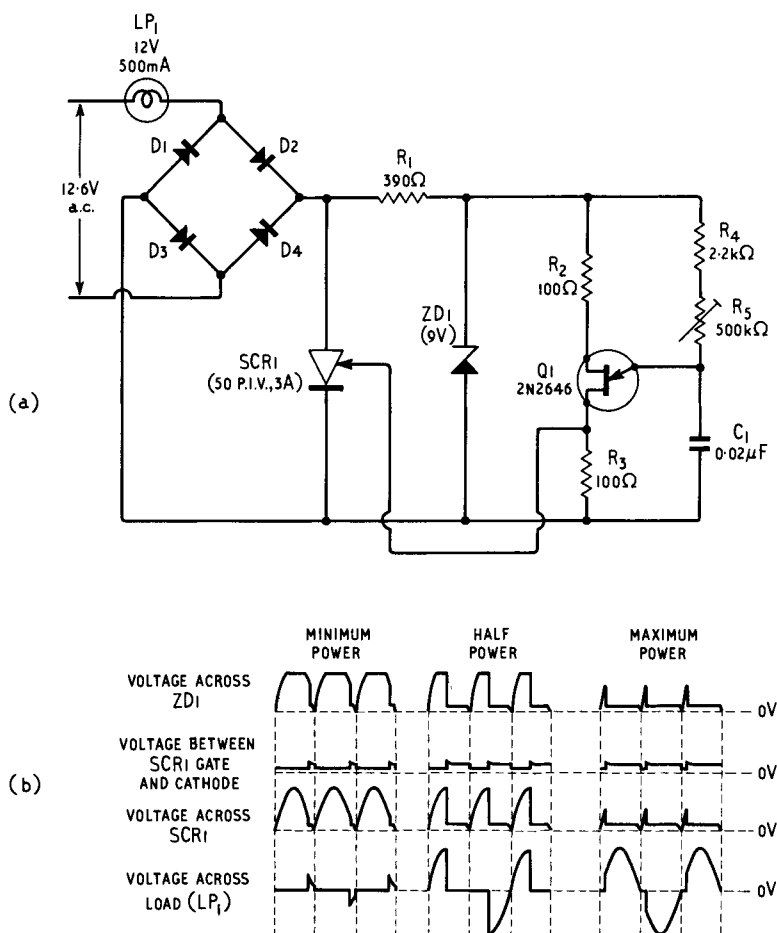 LP1
12V
500mA
D1
D2
12·6V
a.c.
D3
D4
R1
390Ω
R2
100Ω
R4
2·2kΩ
R5
500kΩ
ZD1
(9V)
SCR1
(50 P.I.V.,3A)
Q1
2N2646
C1
0·02μF
R3
100Ω
(a)
MINIMUM
POWER
HALF
POWER
MAXIMUM
POWER
VOLTAGE ACROSS
ZD1
0V
VOLTAGE BETWEEN
SCR1 GATE
AND CATHODE
0V
(b)
VOLTAGE ACROSS
SCR1
0V
VOLTAGE ACROSS
LOAD (LP1)
0V